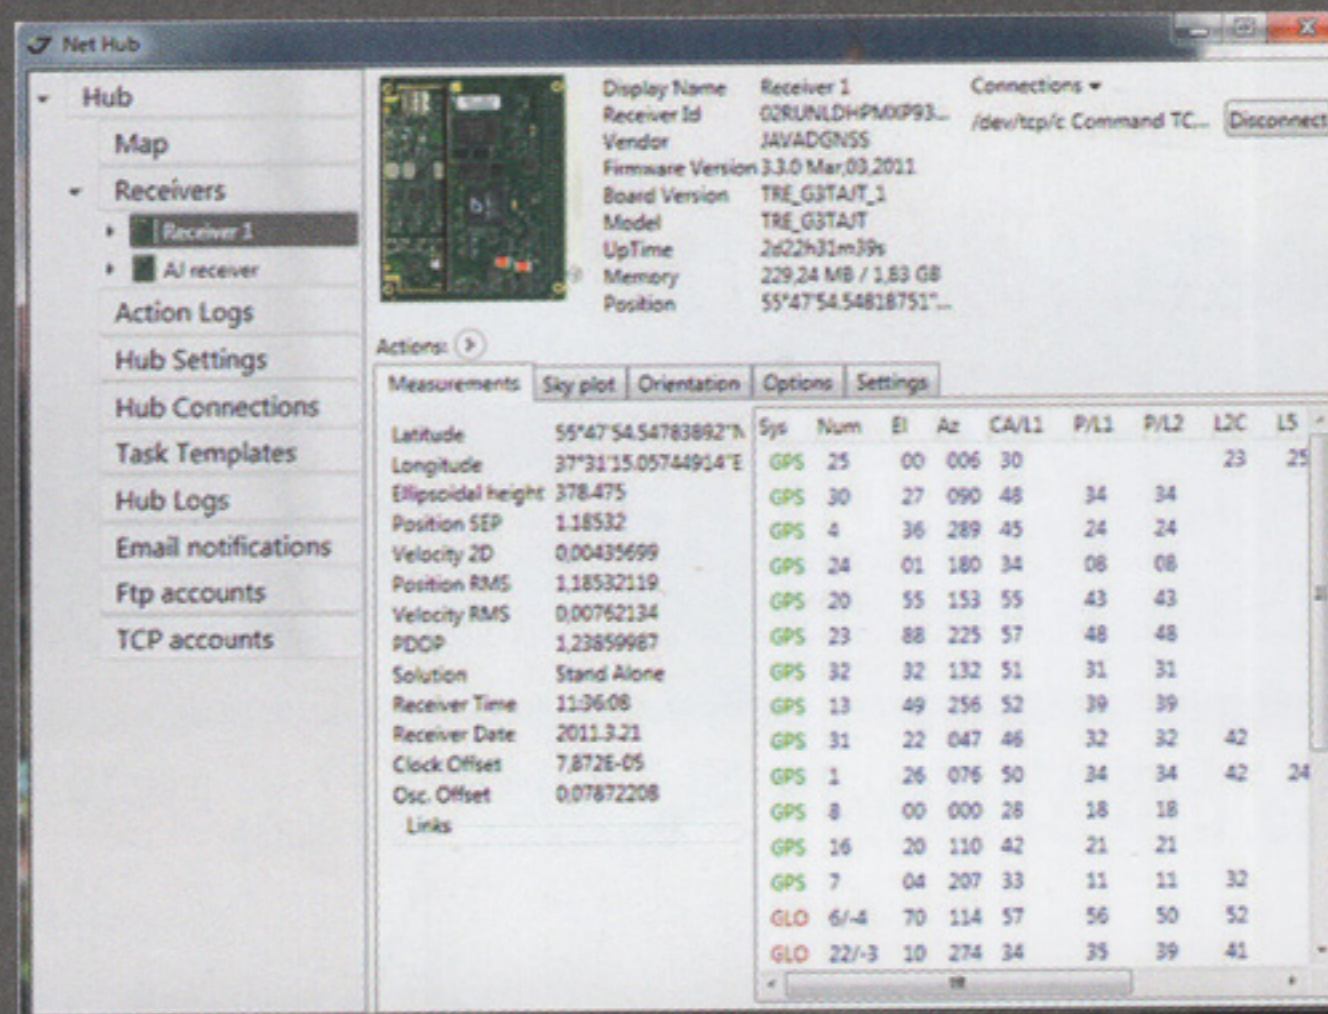 Net Hub
Hub
Map
Receivers
Receiver 1
AJ receiver
Action Logs
Hub Settings
Hub Connections
Task Templates
Hub Logs
Email notifications
Ftp accounts
TCP accounts
Display Name Receiver 1
Receiver Id 02RUNLDHPMXP93...
Vendor JAVADGNSS
Firmware Version 3.3.0 Mar,03,2011
Board Version TRE_G3TAJT_1
Model TRE_G3TAJT
UpTime 2d22h31m39s
Memory 229,24 MB / 1,83 GB
Position 55°47'54.54818751"...
Connections
/dev/tcp/c Command TC... Disconnect
Actions:
Measurements Sky plot Orientation Options Settings
Latitude 55°47'54.54783892"N
Longitude 37°31'15.05744914"E
Ellipsoidal height 378.475
Position SEP 1.18532
Velocity 2D 0,00435699
Position RMS 1,18532119
Velocity RMS 0,00762134
PDOP 1,23859987
Solution Stand Alone
Receiver Time 11:36:08
Receiver Date 2011.3.21
Clock Offset 7,872E-05
Osc. Offset 0,07872208
Links
Sys Num El Az CA/L1 P/L1 P/L2 L2C L5
GPS 25 00 006 30 23 25
GPS 30 27 090 48 34 34
GPS 4 36 289 45 24 24
GPS 24 01 180 34 08 08
GPS 20 55 153 55 43 43
GPS 23 88 225 57 48 48
GPS 32 32 132 51 31 31
GPS 13 49 256 52 39 39
GPS 31 22 047 46 32 32 42
GPS 1 26 076 50 34 34 42 24
GPS 8 00 000 28 18 18
GPS 16 20 110 42 21 21
GPS 7 04 207 33 11 11 32
GLO 6/-4 70 114 57 56 50 52
GLO 22/-3 10 274 34 35 39 41